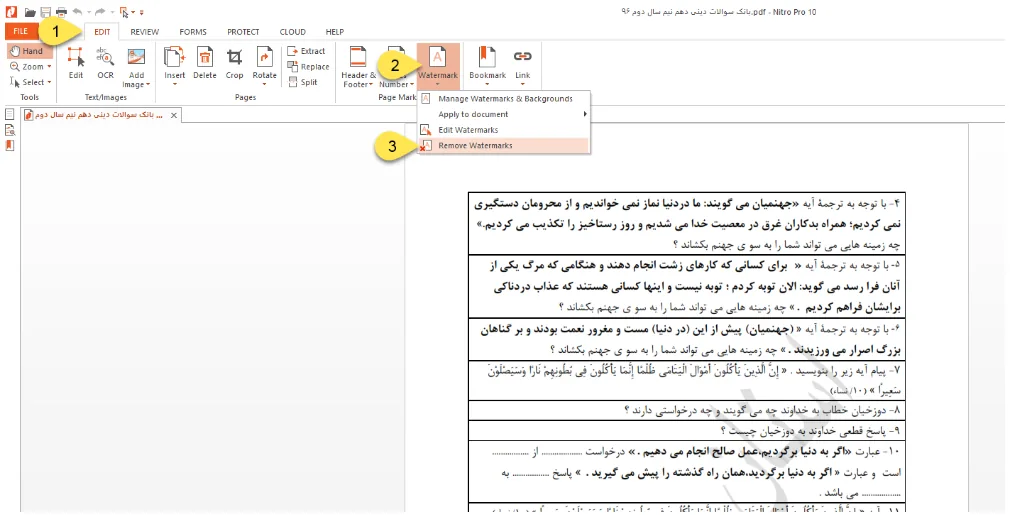 بانک سوالات دینی دهم نیم سال دوم ۹۶.pdf - Nitro Pro 10
FILE EDIT REVIEW FORMS PROTECT CLOUD HELP
1
Hand
Zoom
Select
Tools
Edit
OCR
Add Image
Text/Images
Insert
Delete
Crop
Rotate
Extract
Replace
Split
Pages
Header & Footer
Number
Page Mark
2
Watermark
Bookmark
Link
Manage Watermarks & Backgrounds
Apply to document
Edit Watermarks
3
Remove Watermarks
بانک سوالات دینی دهم نیم سال دوم ...
۴- با توجه به ترجمۀ آیه «جهنمیان می گویند: ما دردنیا نماز نمی خواندیم و از محرومان دستگیری
نمی کردیم؛ همراه بدکاران غرق در معصیت خدا می شدیم و روز رستاخیز را تکذیب می کردیم.»
چه زمینه هایی می تواند شما را به سو ی جهنم بکشاند ؟
۵- با توجه به ترجمۀ آیه « برای کسانی که کارهای زشت انجام دهند و هنگامی که مرگ یکی از
آنان فرا رسد می گوید: الان توبه کردم ؛ توبه نیست و اینها کسانی هستند که عذاب دردناکی
برایشان فراهم کردیم . » چه زمینه هایی می تواند شما را به سو ی جهنم بکشاند ؟
۶- با توجه به ترجمۀ آیه « (جهنمیان) پیش از این (در دنیا) مست و مغرور نعمت بودند و بر گناهان
بزرگ اصرار می ورزیدند . » چه زمینه هایی می تواند شما را به سو ی جهنم بکشاند ؟
۷- پیام آیه زیر را بنویسید . « إِنَّ الَّذِينَ يَأْكُلُونَ أَمْوَالَ الْيَتَامَى ظُلْمًا إِنَّمَا يَأْكُلُونَ فِي بُطُونِهِمْ نَارًا وَسَيَصْلَوْنَ
سَعِيرًا » (۱۰/ نساء)
۸- دوزخیان خطاب به خداوند چه می گویند و چه درخواستی دارند ؟
۹- پاسخ قطعی خداوند به دوزخیان چیست ؟
۱۰- عبارت «اگر به دنیا برگردیم،عمل صالح انجام می دهیم . » درخواست .................. از .................
است و عبارت « اگر به دنیا برگردید،همان راه گذشته را پیش می گیرید . » پاسخ ................. به
................. می باشد .